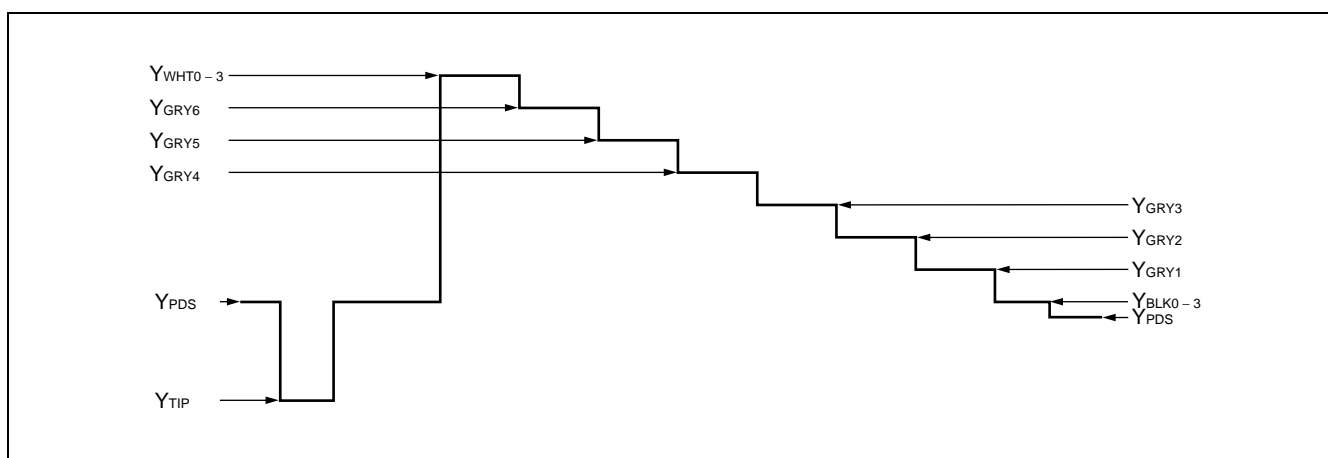 YWHT0 – 3
YGRY6
YGRY5
YGRY4
YGRY3
YGRY2
YGRY1
YPDS
YBLK0 – 3
YPDS
YTIP